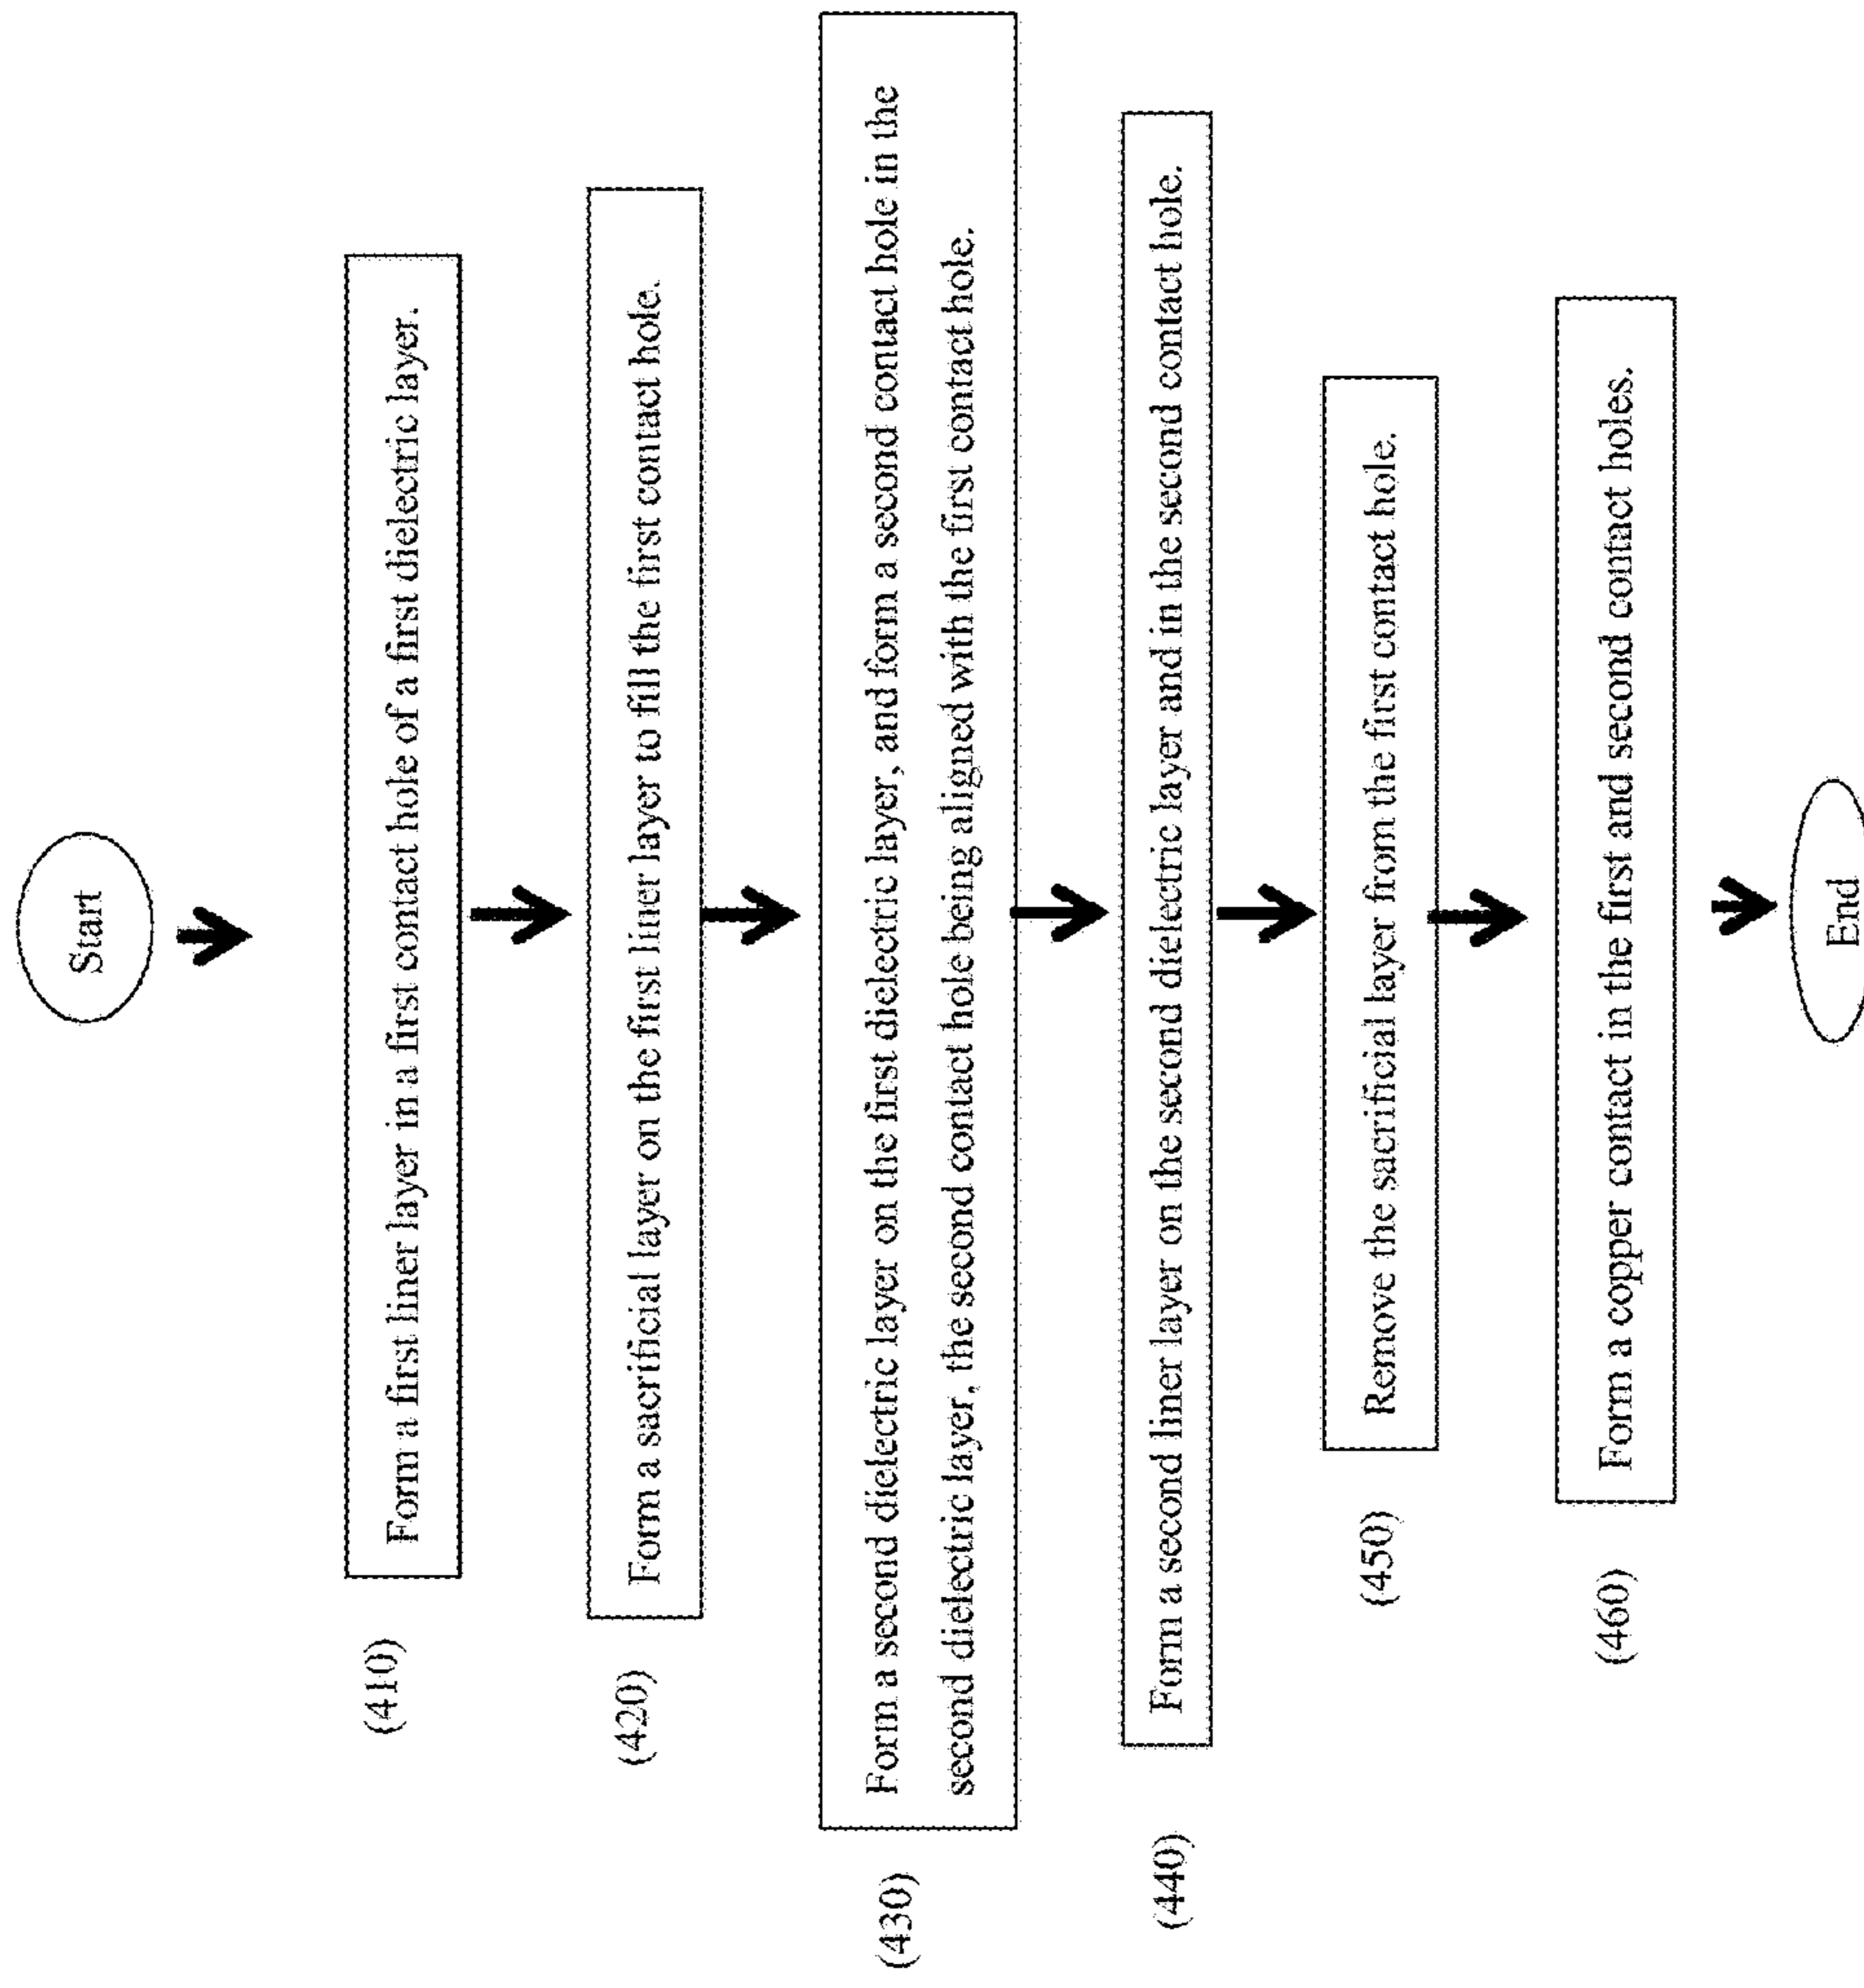 Start
(410)
Form a first liner layer in a first contact hole of a first dielectric layer.
(420)
Form a sacrificial layer on the first liner layer to fill the first contact hole.
(430)
Form a second dielectric layer on the first dielectric layer, and form a second contact hole in the
second dielectric layer, the second contact hole being aligned with the first contact hole.
(440)
Form a second liner layer on the second dielectric layer and in the second contact hole.
(450)
Remove the sacrificial layer from the first contact hole.
(460)
Form a copper contact in the first and second contact holes.
End